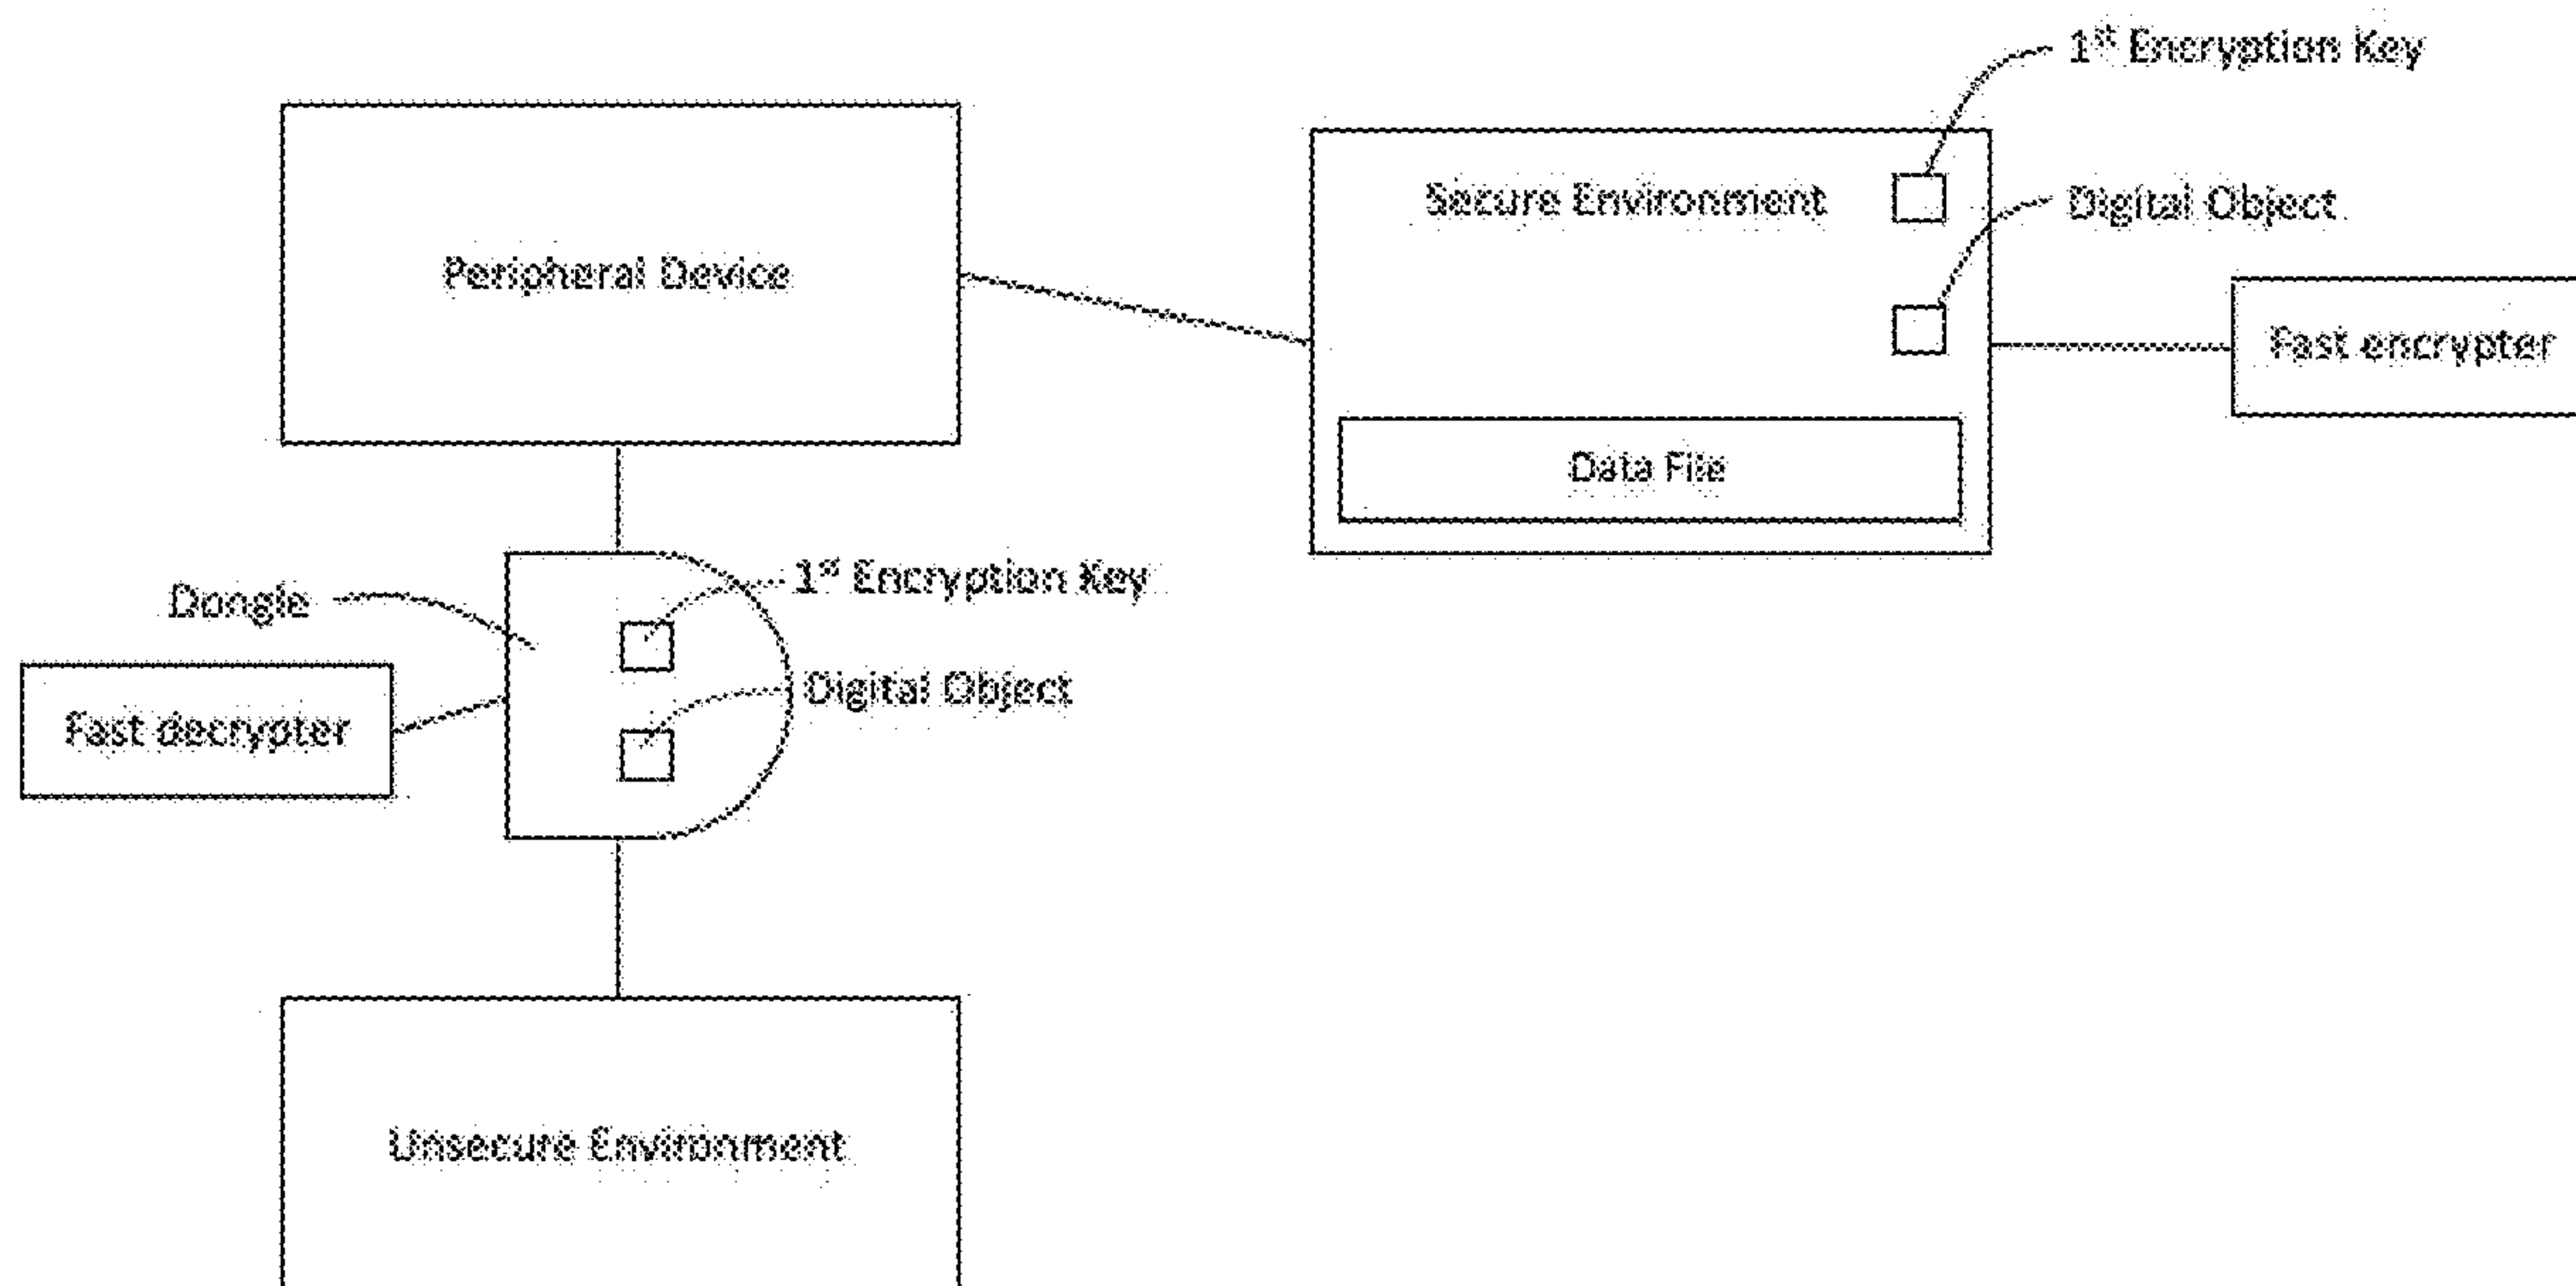 1st Encryption Key
Secure Environment
Digital Object
Peripheral Device
Fast encrypter
Data File
1st Encryption Key
Dongle
Digital Object
Fast decrypter
Unsecure Environment